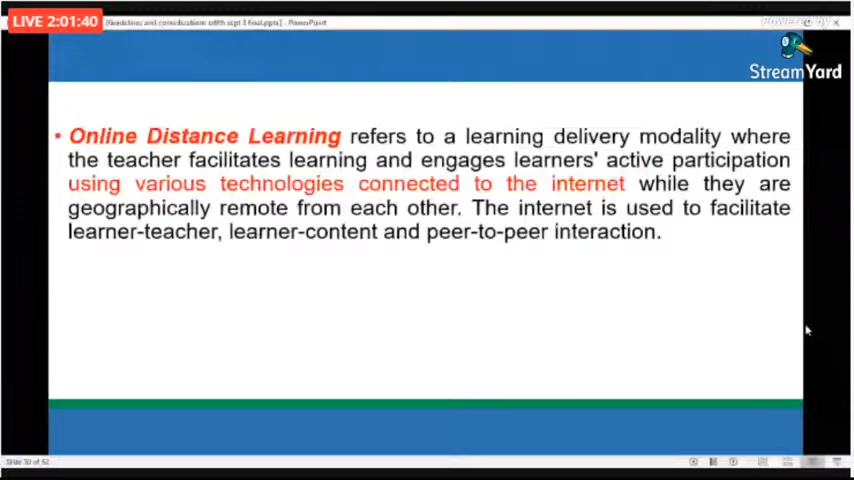 LIVE 2:01:40
Powered by
StreamYard
• Online Distance Learning refers to a learning delivery modality where
the teacher facilitates learning and engages learners' active participation
using various technologies connected to the internet while they are
geographically remote from each other. The internet is used to facilitate
learner-teacher, learner-content and peer-to-peer interaction.